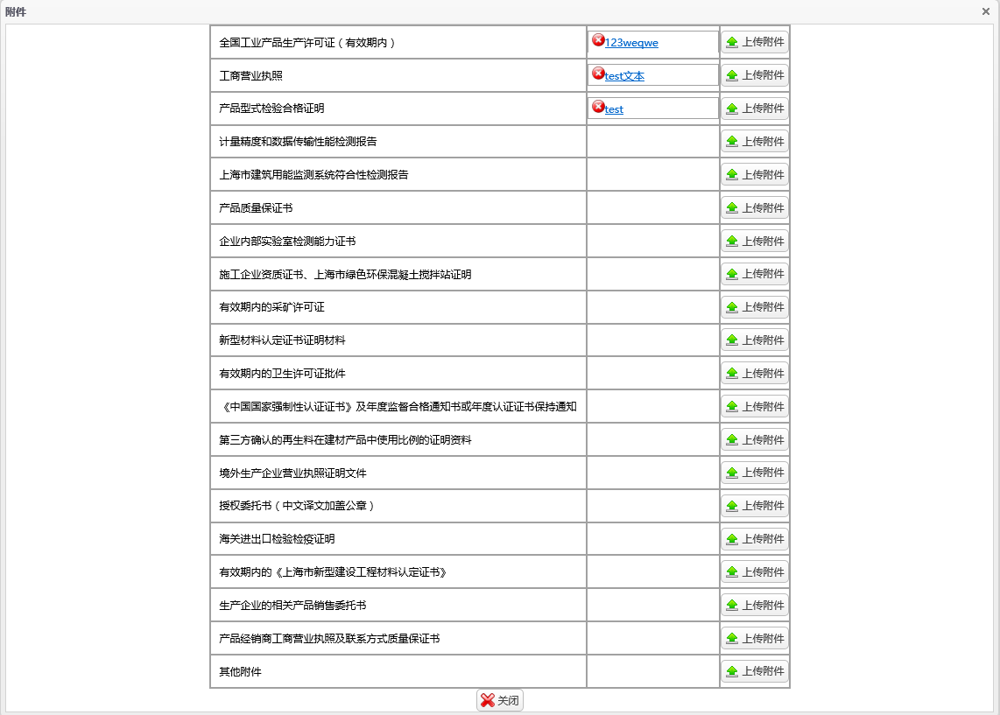 附件
全国工业产品生产许可证（有效期内） 123weqwe 上传附件
工商营业执照 test文本 上传附件
产品型式检验合格证明 test 上传附件
计量精度和数据传输性能检测报告 上传附件
上海市建筑用能监测系统符合性检测报告 上传附件
产品质量保证书 上传附件
企业内部实验室检测能力证书 上传附件
施工企业资质证书、上海市绿色环保混凝土搅拌站证明 上传附件
有效期内的采矿许可证 上传附件
新型材料认定证书证明材料 上传附件
有效期内的卫生许可证批件 上传附件
《中国国家强制性认证证书》及年度监督合格通知书或年度认证证书保持通知 上传附件
第三方确认的再生料在建材产品中使用比例的证明资料 上传附件
境外生产企业营业执照证明文件 上传附件
授权委托书（中文译文加盖公章） 上传附件
海关进出口检验检疫证明 上传附件
有效期内的《上海市新型建设工程材料认定证书》 上传附件
生产企业的相关产品销售委托书 上传附件
产品经销商工商营业执照及联系方式质量保证书 上传附件
其他附件 上传附件
关闭